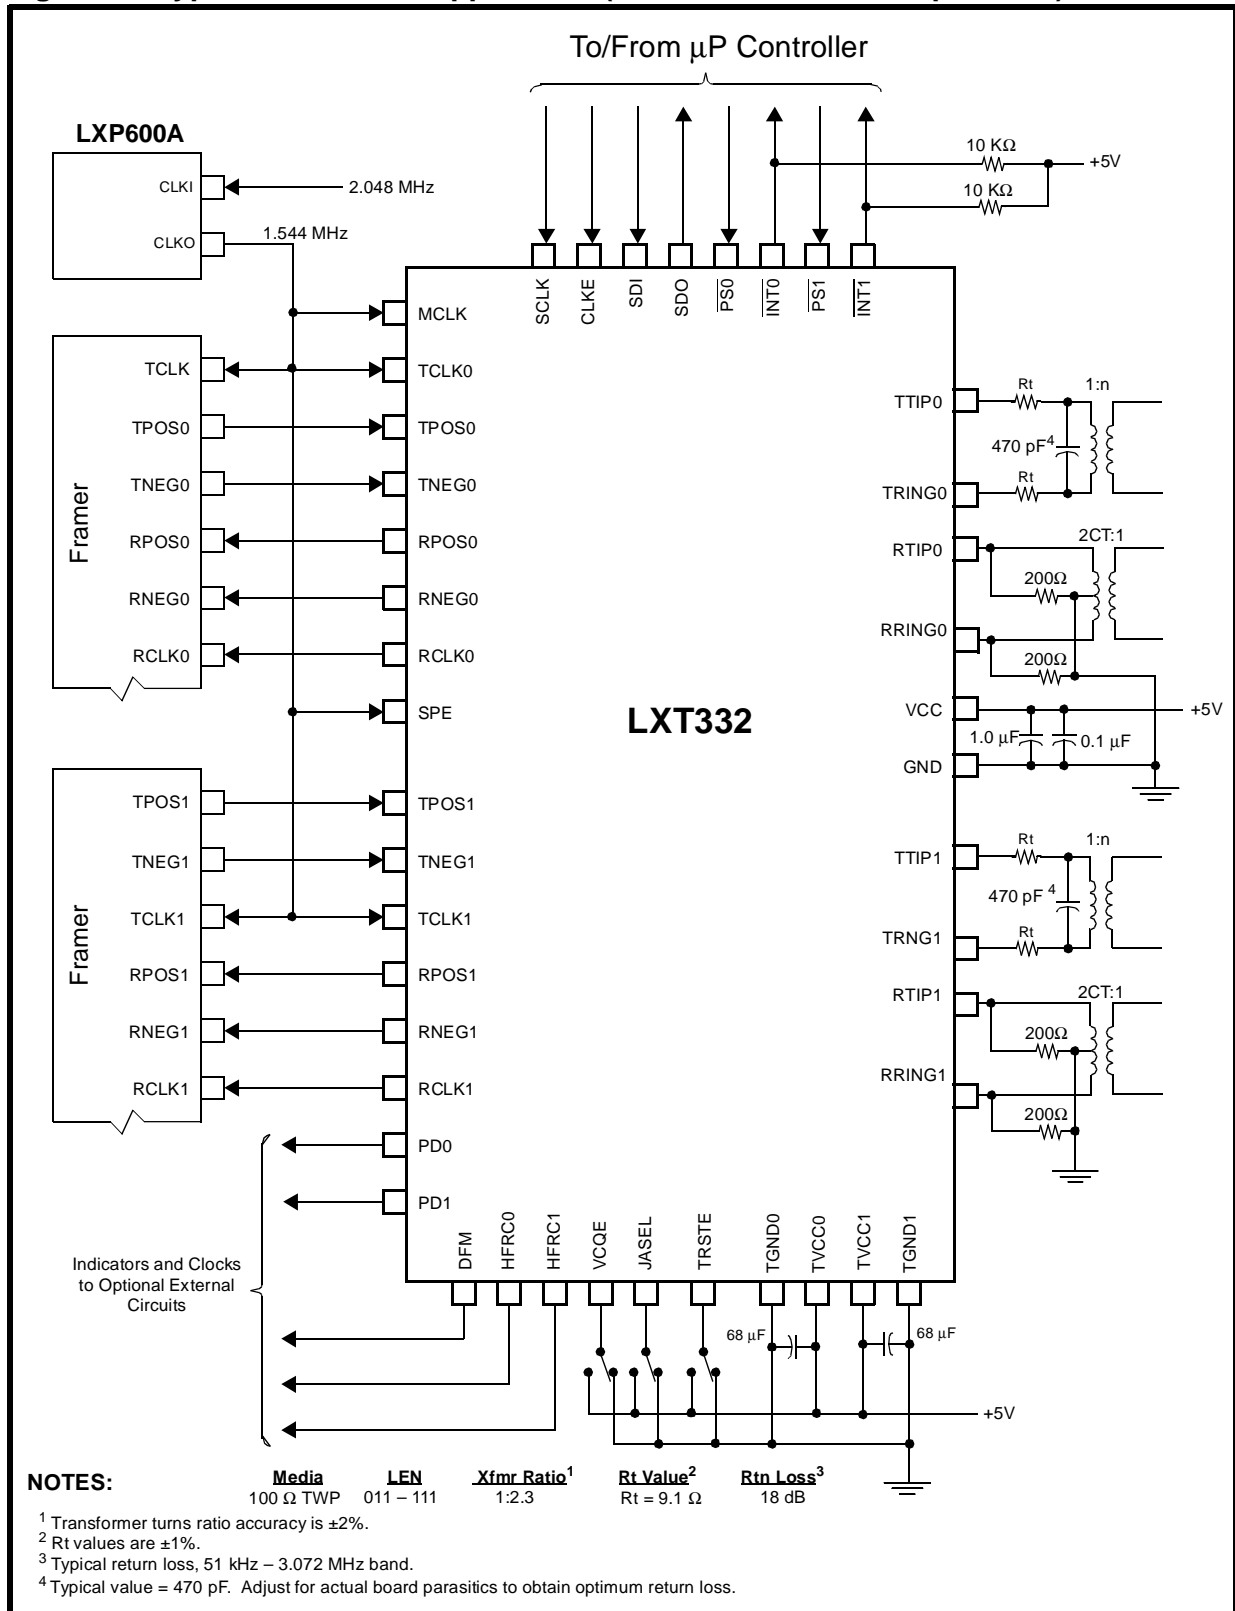 To/From µP Controller
LXP600A
CLKI
2.048 MHz
CLKO
1.544 MHz
10 KΩ
+5V
10 KΩ
SCLK
CLKE
SDI
SDO
PS0
INT0
PS1
INT1
MCLK
Framer
TCLK
TPOS0
TNEG0
RPOS0
RNEG0
RCLK0
TCLK0
TPOS0
TNEG0
RPOS0
RNEG0
RCLK0
SPE
LXT332
TTIP0
Rt
1:n
470 pF4
TRING0
Rt
RTIP0
2CT:1
200Ω
RRING0
200Ω
VCC
+5V
1.0 µF
0.1 µF
GND
Framer
TPOS1
TNEG1
TCLK1
RPOS1
RNEG1
RCLK1
TPOS1
TNEG1
TCLK1
RPOS1
RNEG1
RCLK1
TTIP1
Rt
1:n
470 pF 4
TRNG1
Rt
RTIP1
2CT:1
200Ω
RRING1
200Ω
PD0
PD1
Indicators and Clocks
to Optional External
Circuits
DFM
HFRC0
HFRC1
VCQE
JASEL
TRSTE
TGND0
TVCC0
TVCC1
TGND1
68 µF
68 µF
+5V
NOTES:
Media LEN Xfmr Ratio1 Rt Value2 Rtn Loss3
100 Ω TWP 011 – 111 1:2.3 Rt = 9.1 Ω 18 dB
1 Transformer turns ratio accuracy is ±2%.
2 Rt values are ±1%.
3 Typical return loss, 51 kHz – 3.072 MHz band.
4 Typical value = 470 pF. Adjust for actual board parasitics to obtain optimum return loss.